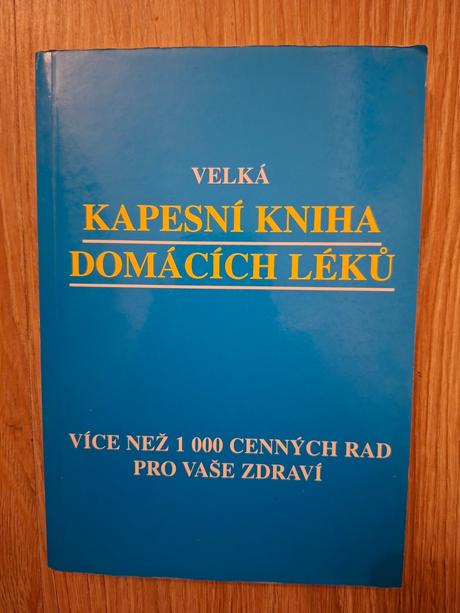 VELKÁ
KAPESNÍ KNIHA
DOMÁCÍCH LÉKŮ
VÍCE NEŽ 1 000 CENNÝCH RAD
PRO VAŠE ZDRAVÍ